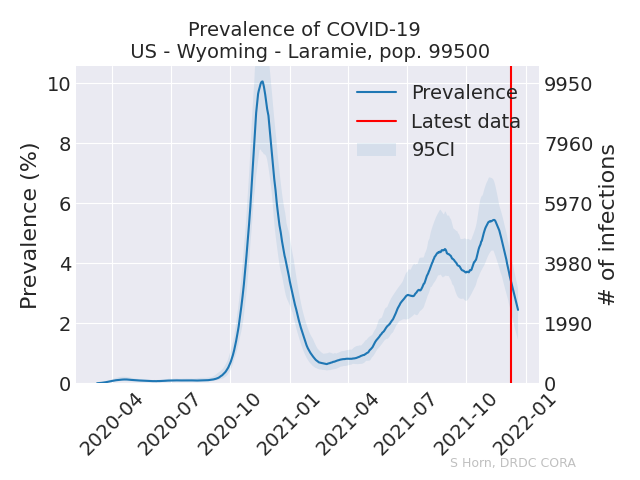 Prevalence of COVID-19
US - Wyoming - Laramie, pop. 99500
Prevalence (%)
10
8
6
4
2
0
Prevalence
Latest data
95CI
9950
7960
5970
3980
1990
0
# of infections
2020-04
2020-07
2020-10
2021-01
2021-04
2021-07
2021-10
2022-01
S Horn, DRDC CORA